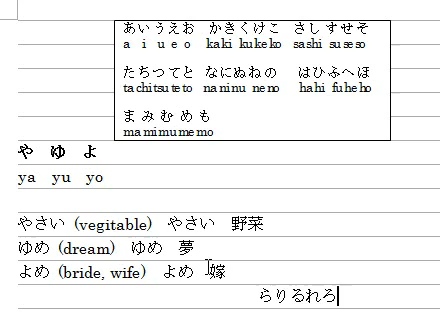 あいうえお　かきくけこ　さしすせそ
a i u e o kaki kukeko sashi suseso
たちつてと　なにぬねの　はひふへほ
tachitsuteto naninu neno hahi fuheho
まみむめも
mamimumemo
や　ゆ　よ
ya yu yo
やさい (vegitable) やさい　野菜
ゆめ (dream) ゆめ　夢
よめ (bride, wife) よめ　嫁
らりるれろ